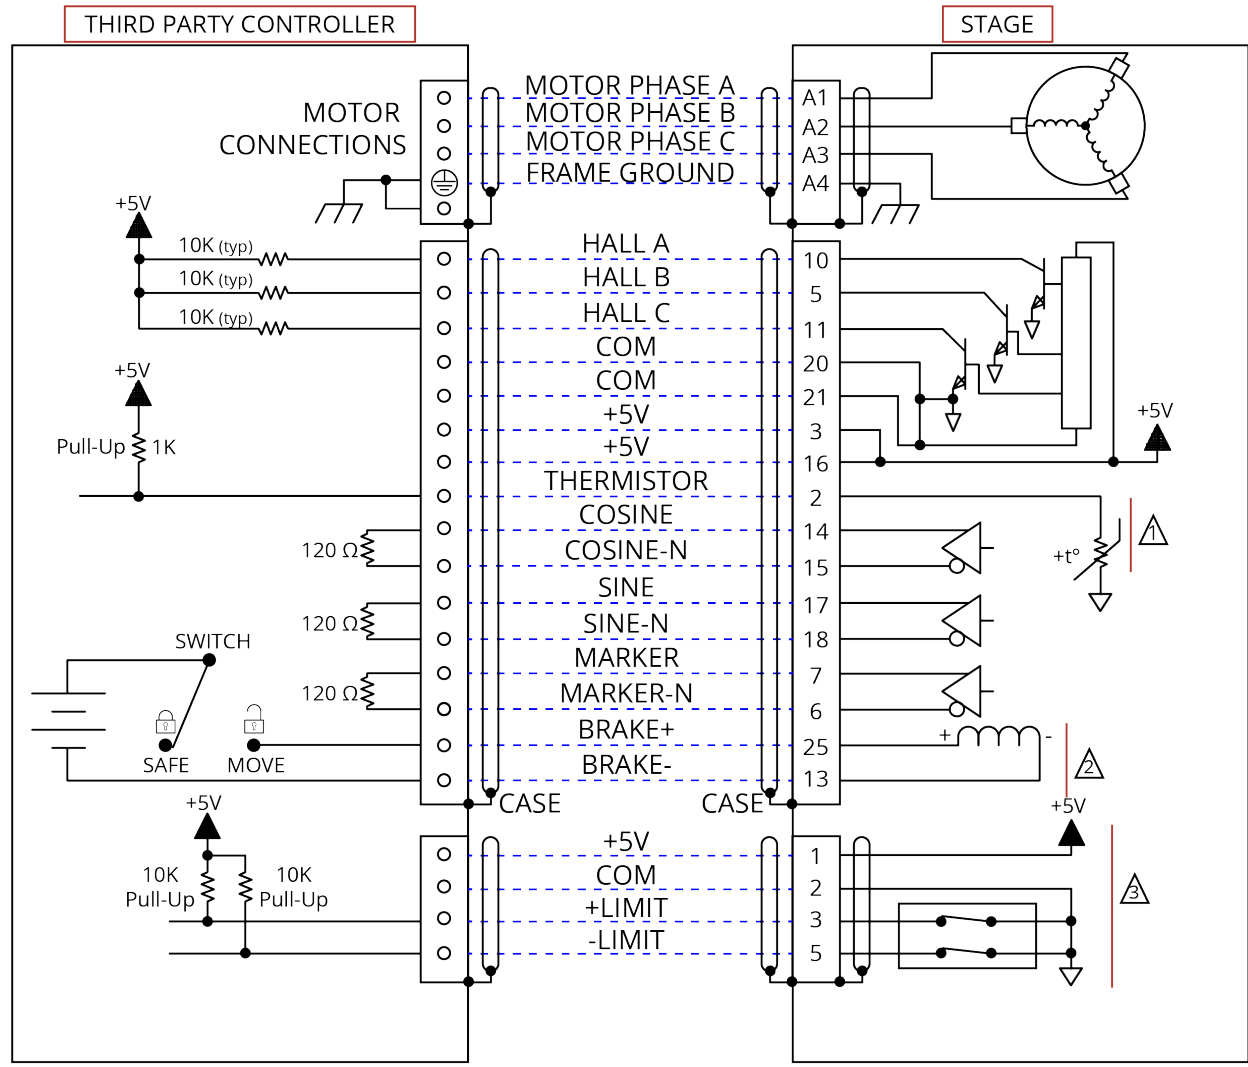 THIRD PARTY CONTROLLER
STAGE
MOTOR
CONNECTIONS
MOTOR PHASE A
MOTOR PHASE B
MOTOR PHASE C
FRAME GROUND
A1
A2
A3
A4
+5V
10K (typ)
10K (typ)
10K (typ)
HALL A
HALL B
HALL C
COM
COM
+5V
+5V
THERMISTOR
COSINE
COSINE-N
SINE
SINE-N
MARKER
MARKER-N
BRAKE+
BRAKE-
10
5
11
20
21
3
16
2
14
15
17
18
7
6
25
13
+5V
Pull-Up
1K
120 Ω
120 Ω
120 Ω
SWITCH
SAFE
MOVE
+5V
+t°
1
+
-
2
CASE
CASE
+5V
10K
Pull-Up
10K
Pull-Up
+5V
COM
+LIMIT
-LIMIT
1
2
3
5
+5V
3